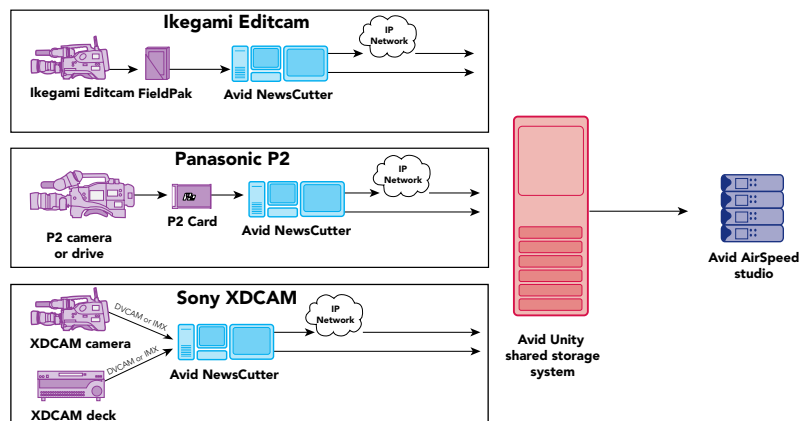 Ikegami Editcam
IP
Network
Ikegami Editcam
FieldPak
Avid NewsCutter
Panasonic P2
IP
Network
P2
P2 camera
or drive
P2 Card
Avid NewsCutter
Sony XDCAM
IP
Network
DVCAM or IMX
XDCAM camera
DVCAM or IMX
Avid NewsCutter
XDCAM deck
Avid Unity
shared storage
system
Avid AirSpeed
studio